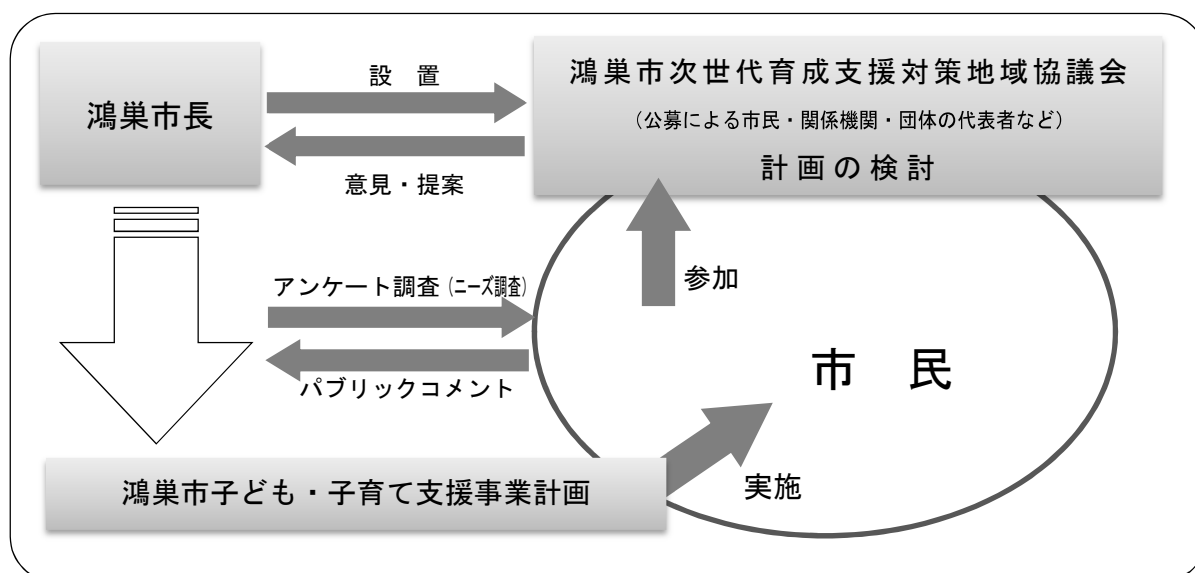 鴻巣市長
設　置
意見・提案
鴻巣市次世代育成支援対策地域協議会
（公募による市民・関係機関・団体の代表者など）
計画の検討
参加
アンケート調査（ニーズ調査）
パブリックコメント
市　民
鴻巣市子ども・子育て支援事業計画
実施